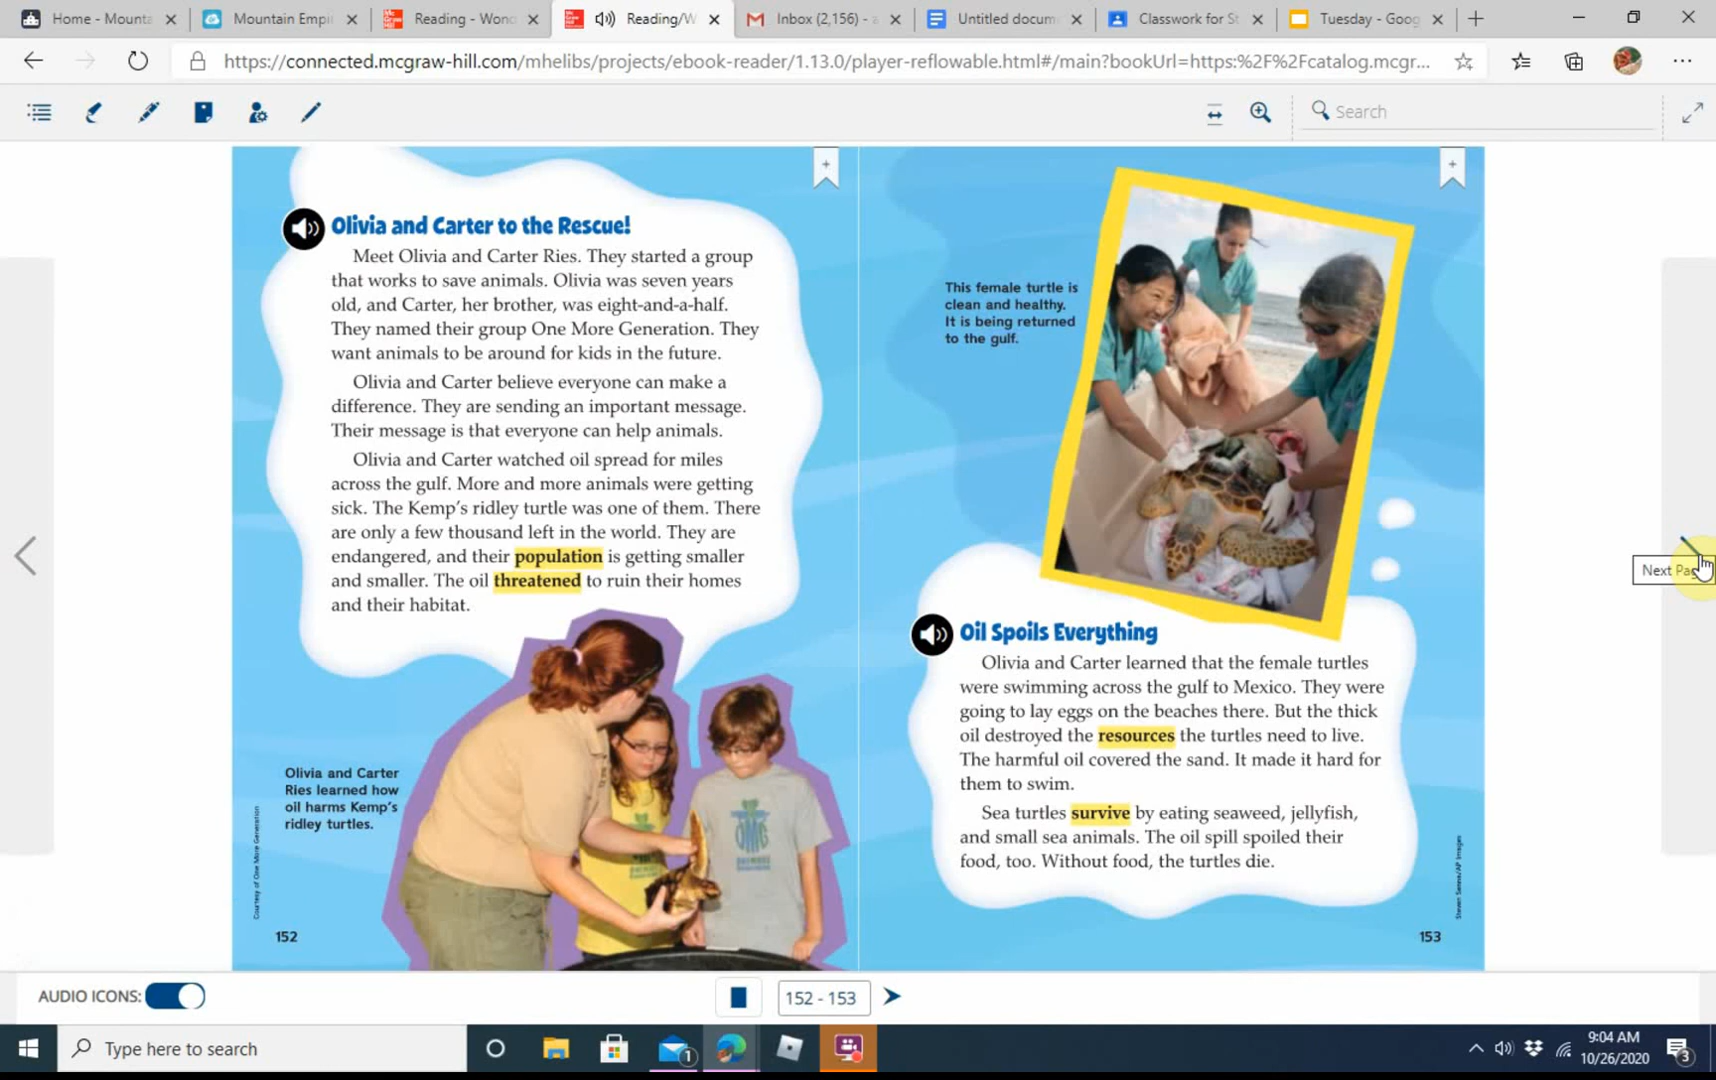 Home - Mounta
Mountain Empi
Reading - Wond
Reading/W
Inbox (2,156) - a
Untitled docum
Classwork for St
Tuesday - Goog
https://connected.mcgraw-hill.com/mhelibs/projects/ebook-reader/1.13.0/player-reflowable.html#/main?bookUrl=https:%2F%2Fcatalog.mcgr...
Search
Olivia and Carter to the Rescue!
Meet Olivia and Carter Ries. They started a group
that works to save animals. Olivia was seven years
old, and Carter, her brother, was eight-and-a-half.
They named their group One More Generation. They
want animals to be around for kids in the future.
Olivia and Carter believe everyone can make a
difference. They are sending an important message.
Their message is that everyone can help animals.
Olivia and Carter watched oil spread for miles
across the gulf. More and more animals were getting
sick. The Kemp's ridley turtle was one of them. There
are only a few thousand left in the world. They are
endangered, and their population is getting smaller
and smaller. The oil threatened to ruin their homes
and their habitat.
Olivia and Carter
Ries learned how
oil harms Kemp's
ridley turtles.
Courtesy of One More Generation
OMG
152
This female turtle is
clean and healthy.
It is being returned
to the gulf.
Oil Spoils Everything
Olivia and Carter learned that the female turtles
were swimming across the gulf to Mexico. They were
going to lay eggs on the beaches there. But the thick
oil destroyed the resources the turtles need to live.
The harmful oil covered the sand. It made it hard for
them to swim.
Sea turtles survive by eating seaweed, jellyfish,
and small sea animals. The oil spill spoiled their
food, too. Without food, the turtles die.
153
Next Pag
AUDIO ICONS:
152 - 153
Type here to search
1
9:04 AM
10/26/2020
3